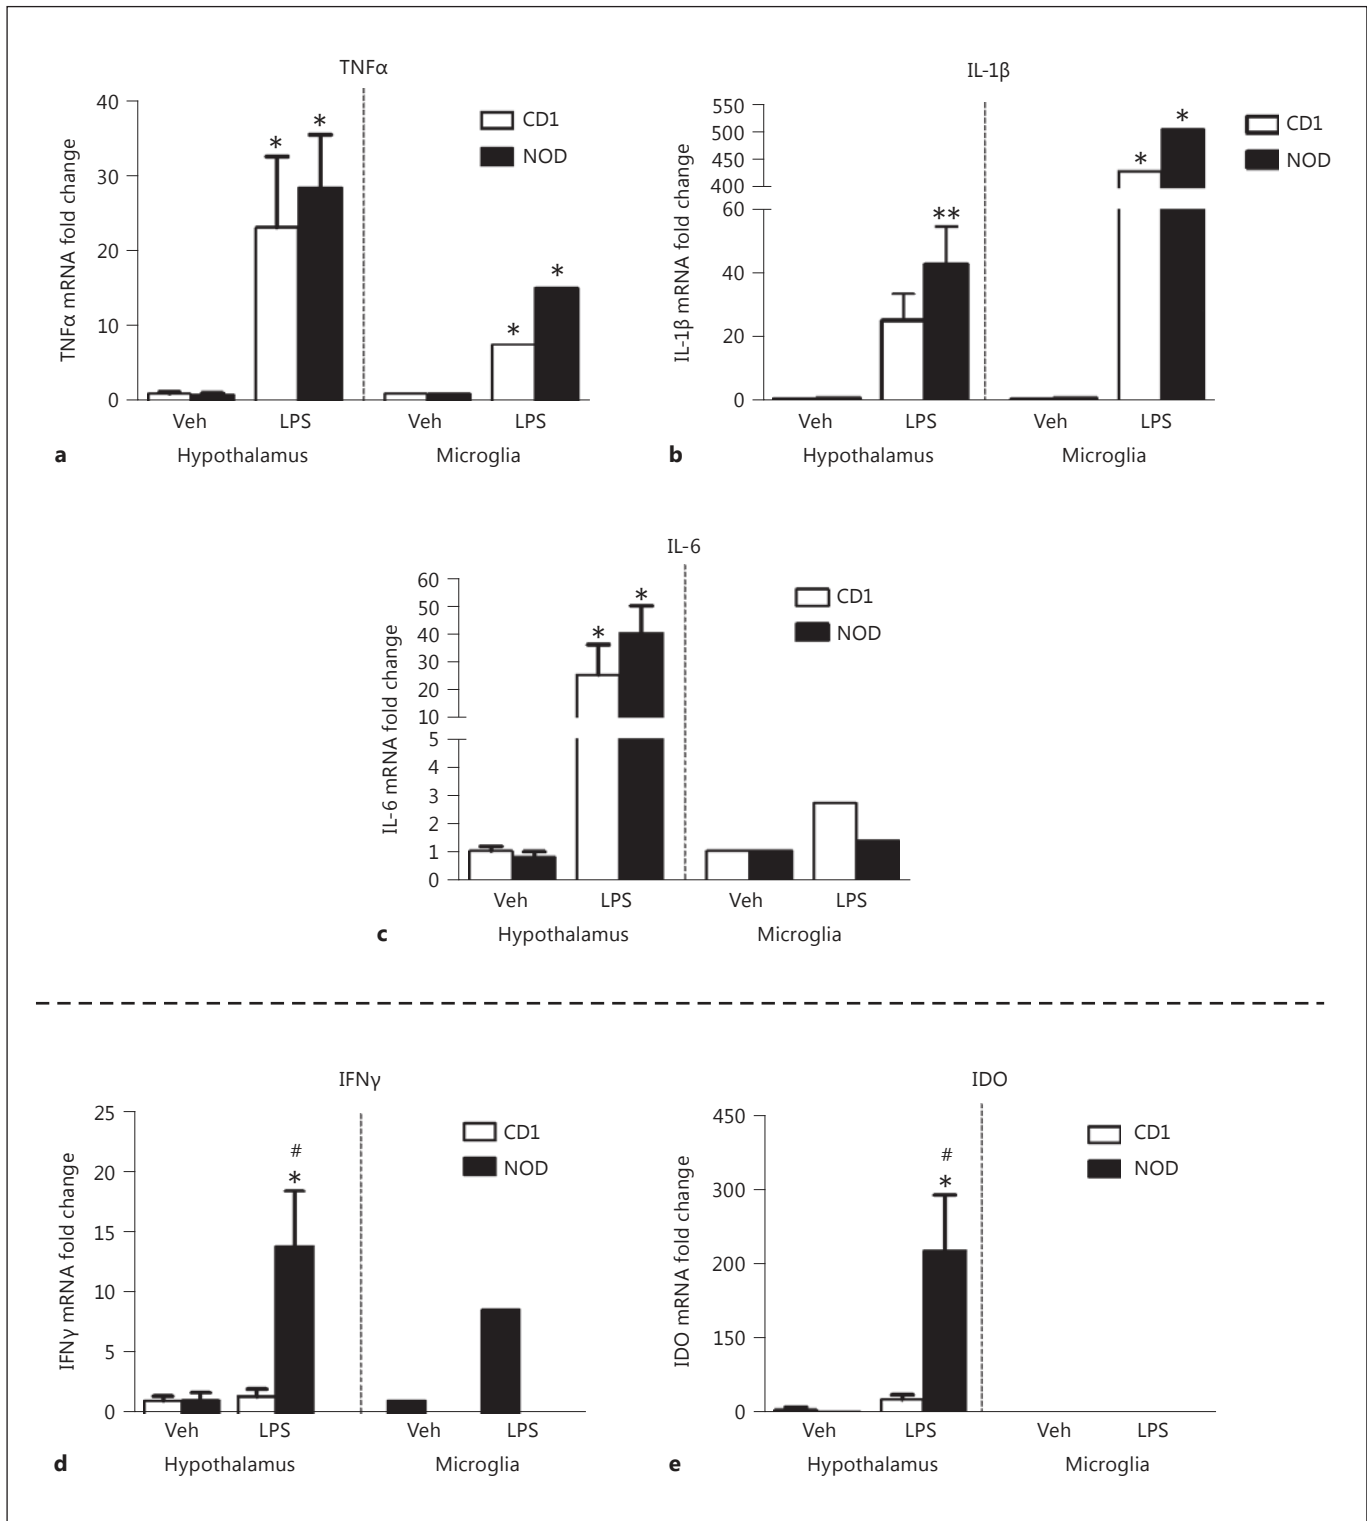 TNFα
TNFα mRNA fold change
40
30
20
10
0
* * * *
CD1
NOD
Veh LPS Veh LPS
a Hypothalamus Microglia
IL-1β
IL-1β mRNA fold change
550
500
450
400
60
40
20
0
** * *
CD1
NOD
Veh LPS Veh LPS
b Hypothalamus Microglia
IL-6
IL-6 mRNA fold change
60
50
40
30
20
10
5
4
3
2
1
0
* *
CD1
NOD
Veh LPS Veh LPS
c Hypothalamus Microglia
IFNγ
IFNγ mRNA fold change
25
20
15
10
5
0
#
*
CD1
NOD
Veh LPS Veh LPS
d Hypothalamus Microglia
IDO
IDO mRNA fold change
450
300
200
150
0
#
*
CD1
NOD
Veh LPS Veh LPS
e Hypothalamus Microglia